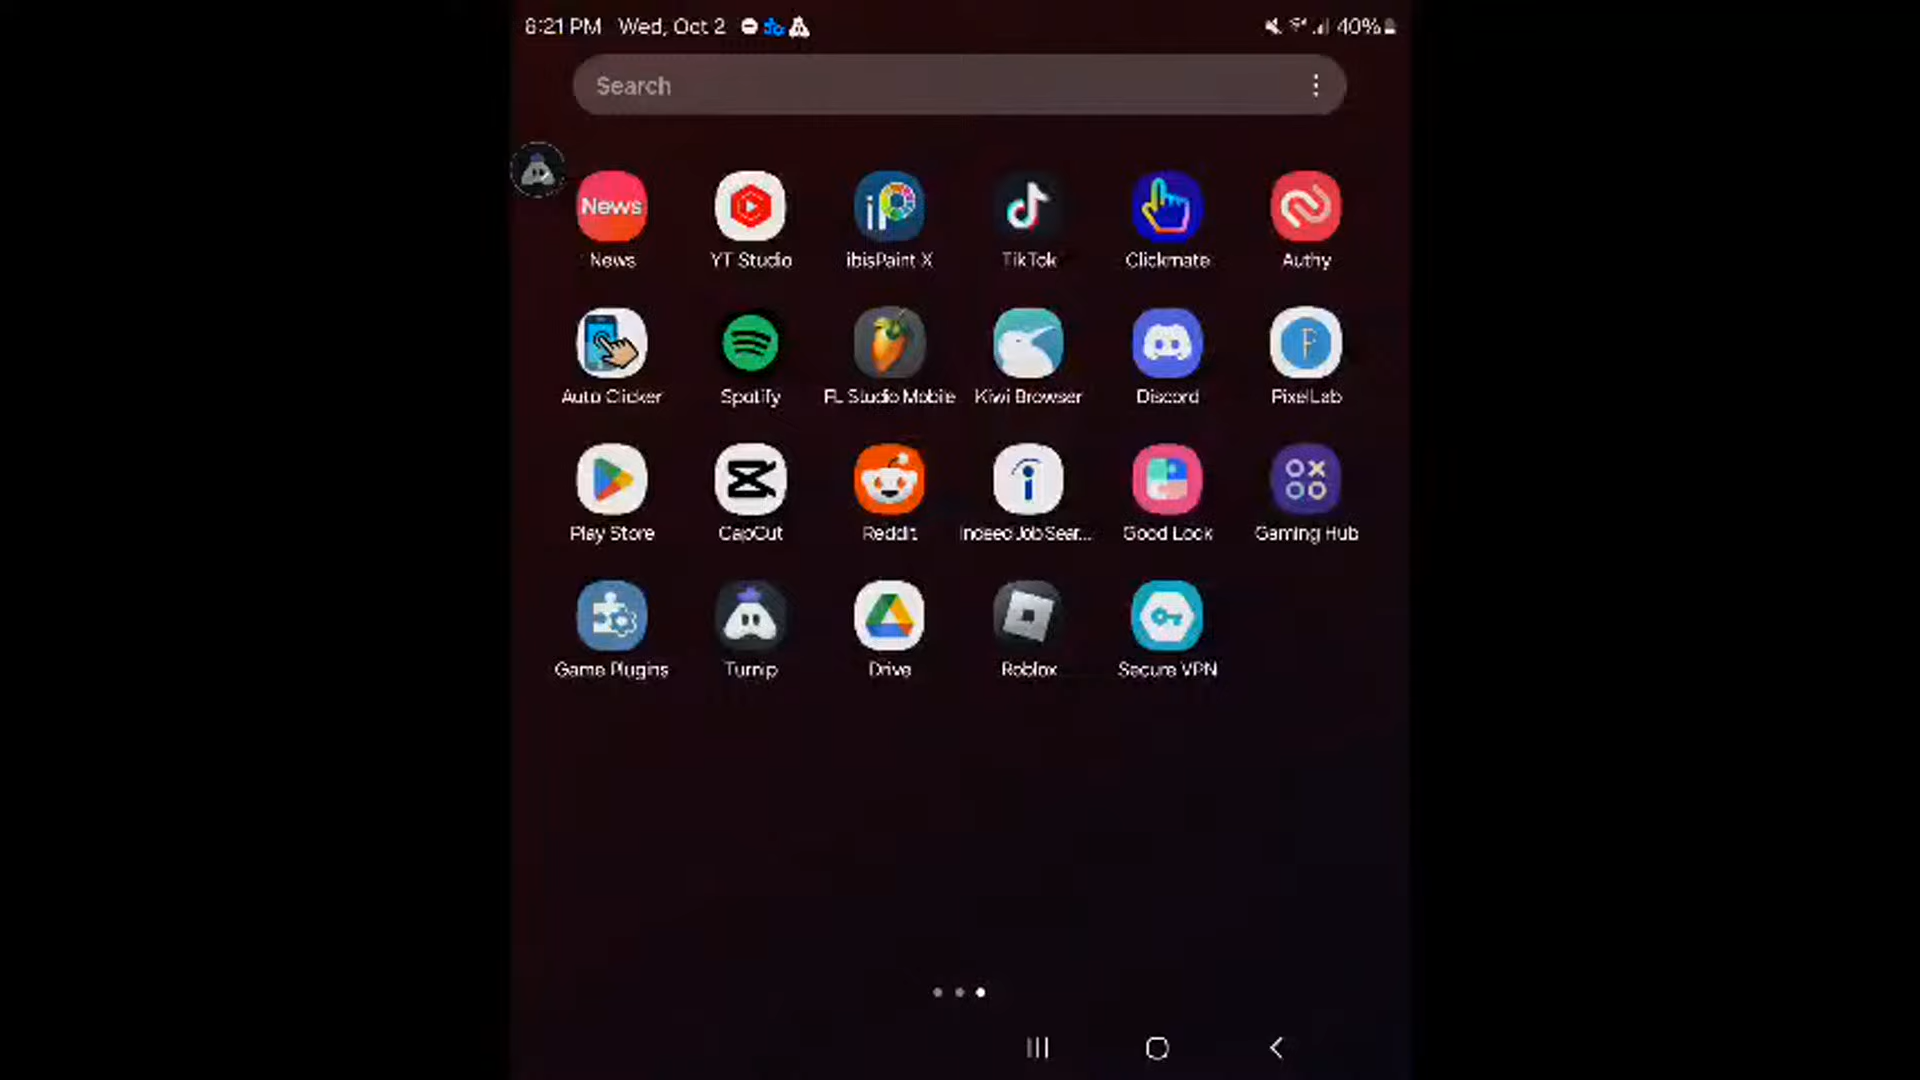 6:21 PM Wed, Oct 2
40%
Search
News
News YT Studio ibisPaint X TikTok Clickmate Authy
Auto Clicker Spotify FL Studio Mobile Kiwi Browser Discord PixelLab
Play Store CapCut Reddit Indeed Job Sear... Good Lock Gaming Hub
Game Plugins Turnip Drive Roblox Secure VPN